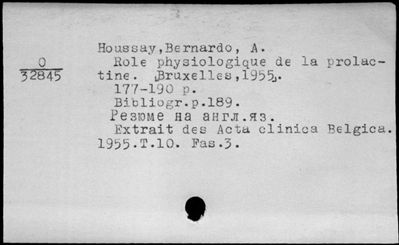 Houssay,Bernardo, A.
O
32845
Role physiologique de la prolac-
tine. Bruxelles,1955.
177-190 p.
Bibliogr.p.189.
Резюме на англ.яз.
Extrait des Acta clinica Belgica.
1955.T.10. Fas.3.